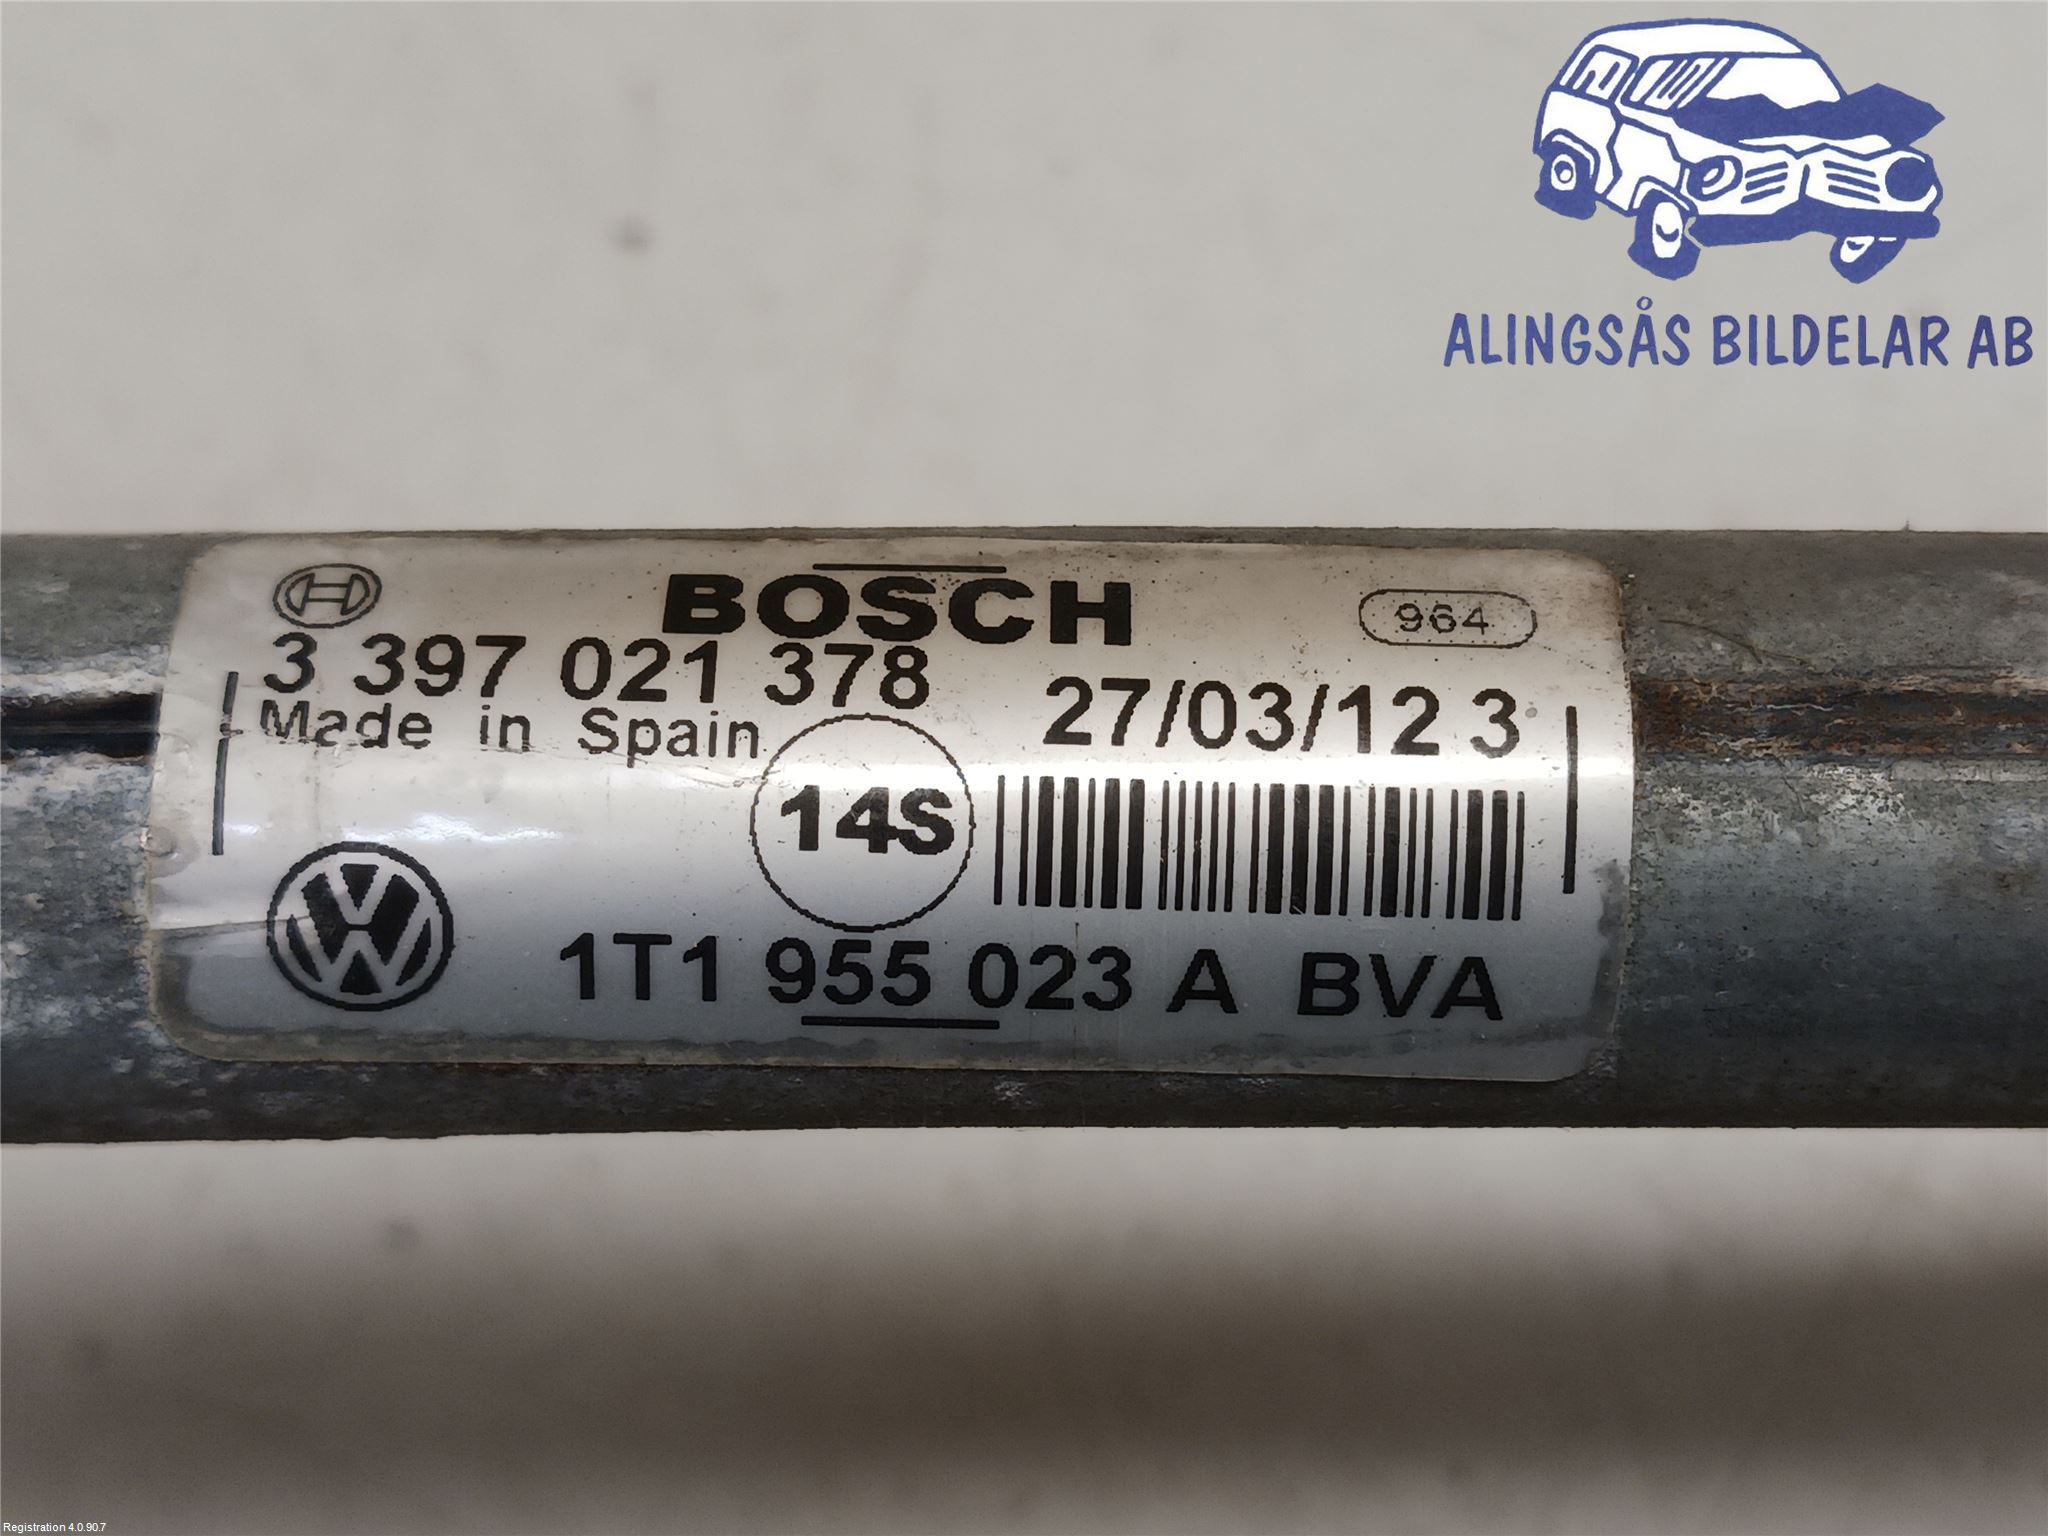 ALINGSÅS BILDELAR AB
BOSCH
964
3 397 021 378
27/03/12 3
Made in Spain
14S
1T1 955 023 A BVA
Registration 4.0.90.7